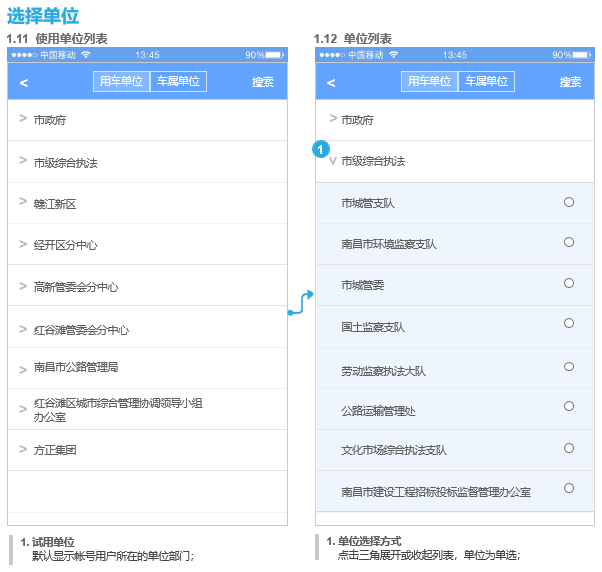 选择单位
1.11 使用单位列表
中国移动 13:45 90%
< 用车单位 车属单位 搜索
> 市政府
> 市级综合执法
> 赣江新区
> 经开区分中心
> 高新管委会分中心
> 红谷滩管委会分中心
> 南昌市公路管理局
> 红谷滩区城市综合管理协调领导小组
办公室
> 方正集团
1. 试用单位
默认显示帐号用户所在的单位部门;
1.12 单位列表
中国移动 13:45 90%
< 用车单位 车属单位 搜索
> 市政府
1
v 市级综合执法
市城管支队
南昌市环境监察支队
市城管委
国土监察支队
劳动监察执法大队
公路运输管理处
文化市场综合执法支队
南昌市建设工程招标投标监督管理办公室
1. 单位选择方式
点击三角展开或收起列表，单位为单选;